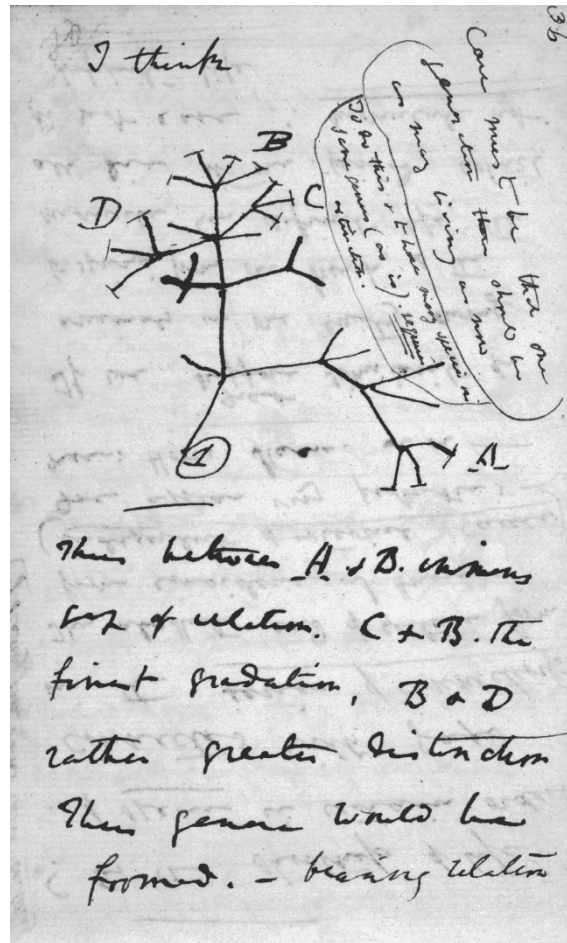 36
I think
Case must be that one
generation then should be
as many living as now
To do this & to have many species in
same genus (as is). requires
extinction.
B
C
D
A
1
Thus between A & B. immens
gap of relation. C & B. the
finest gradation, B & D
rather greater distinction
Thus genera would be
formed. – bearing relation